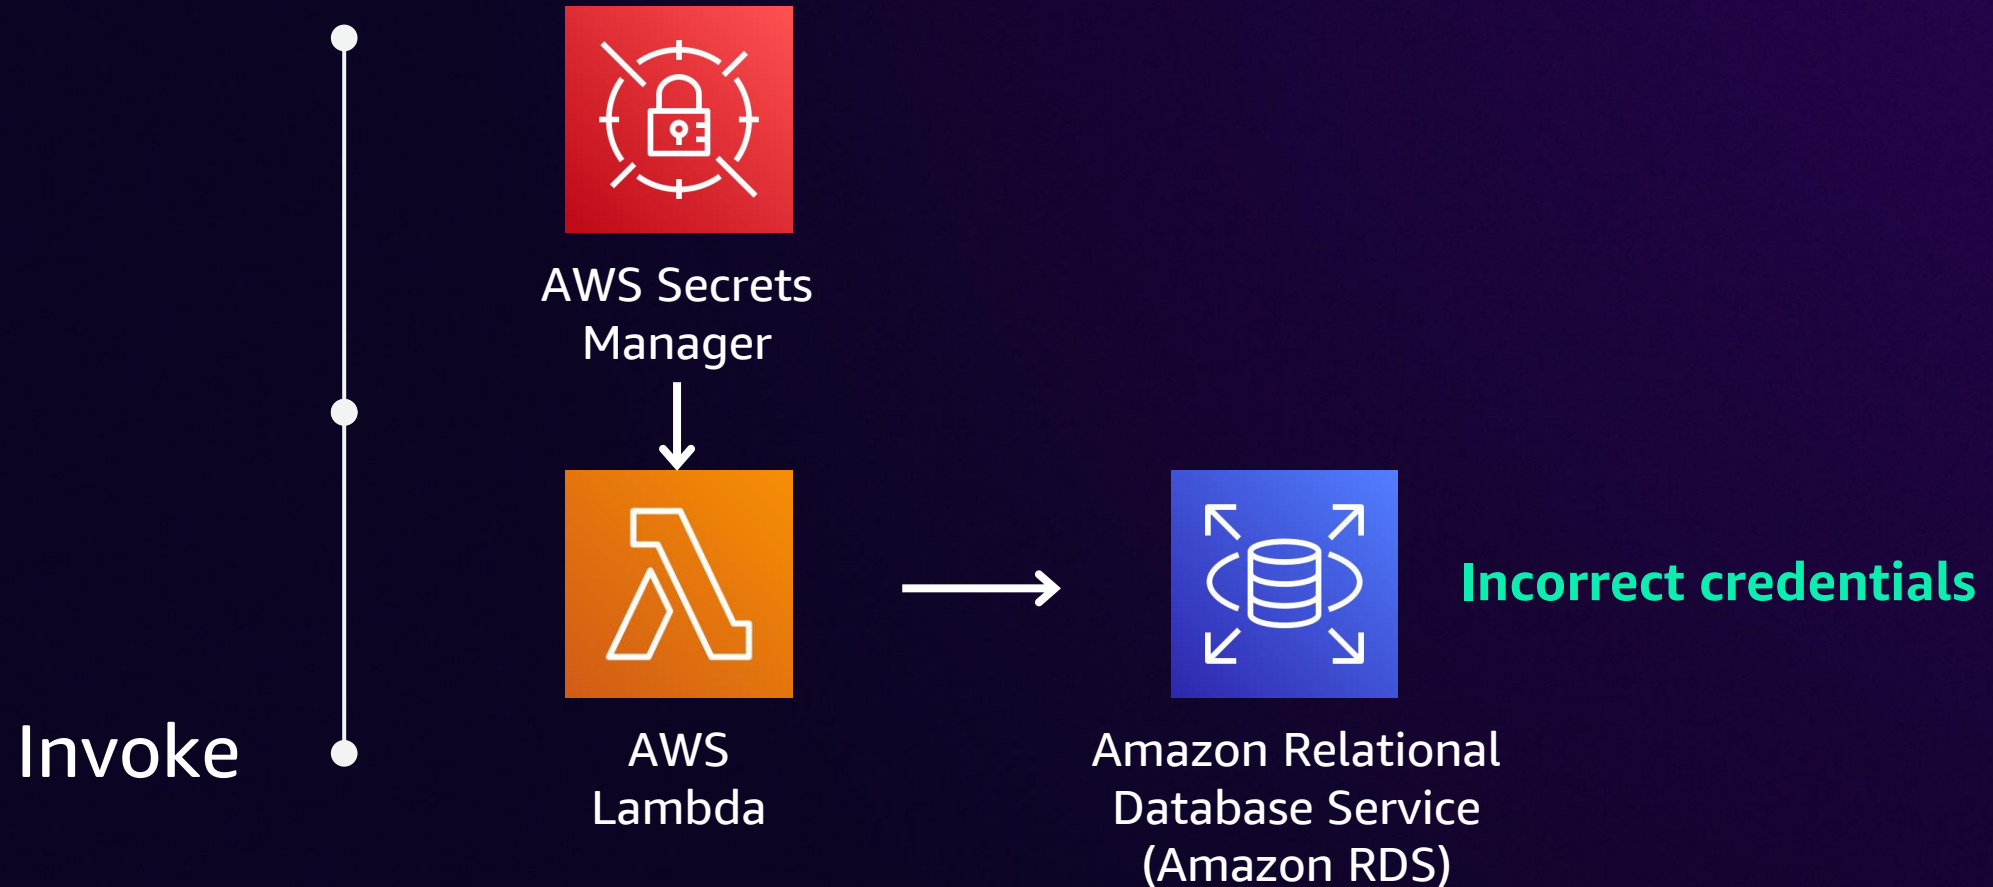 AWS Secrets
Manager
Incorrect credentials
Invoke
AWS
Lambda
Amazon Relational
Database Service
(Amazon RDS)